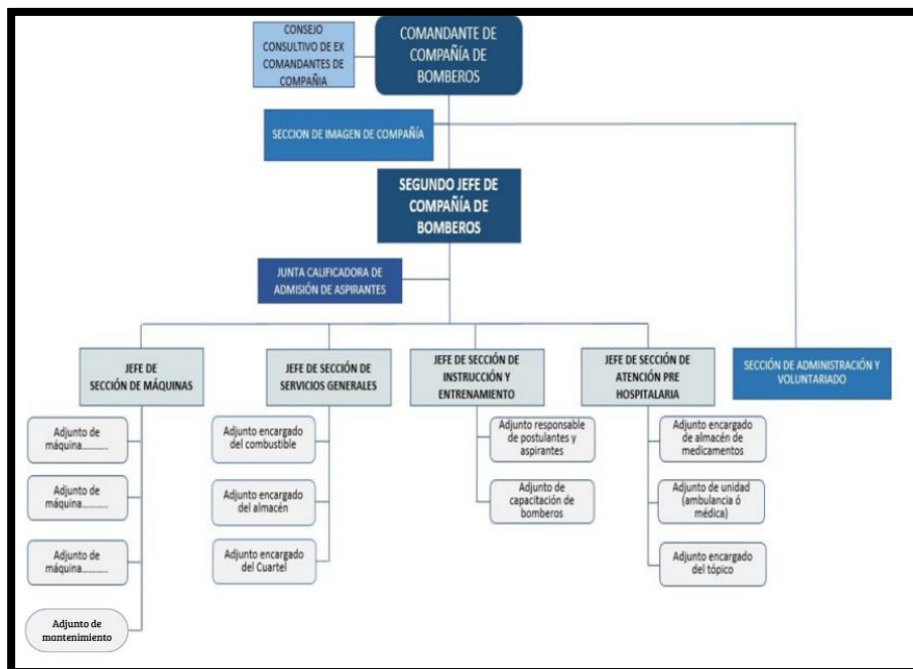 CONSEJO
CONSULTIVO DE EX
COMANDANTES DE
COMPAÑIA
COMANDANTE DE
COMPAÑÍA DE
BOMBEROS
SECCION DE IMAGEN DE COMPAÑÍA
SEGUNDO JEFE DE
COMPAÑÍA DE
BOMBEROS
JUNTA CALIFICADORA DE
ADMISIÓN DE ASPIRANTES
JEFE DE
SECCIÓN DE MÁQUINAS
JEFE DE SECCIÓN DE
SERVICIOS GENERALES
JEFE DE SECCIÓN DE
INSTRUCCIÓN Y
ENTRENAMIENTO
JEFE DE SECCIÓN DE
ATENCIÓN PRE
HOSPITALARIA
SECCIÓN DE ADMINISTRACIÓN Y
VOLUNTARIADO
Adjunto de
máquina...........
Adjunto de
máquina...........
Adjunto de
máquina...........
Adjunto de
mantenimiento
Adjunto encargado
del combustible
Adjunto encargado
del almacén
Adjunto encargado
del Cuartel
Adjunto responsable
de postulantes y
aspirantes
Adjunto de
capacitación de
bomberos
Adjunto encargado
de almacén de
medicamentos
Adjunto de unidad
(ambulancia ó
médica)
Adjunto encargado
del tópico